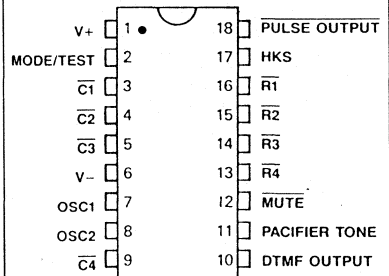 V+ 1 18 PULSE OUTPUT
MODE/TEST 2 17 HKS
C1 3 16 R1
C2 4 15 R2
C3 5 14 R3
V− 6 13 R4
OSC1 7 12 MUTE
OSC2 8 11 PACIFIER TONE
C4 9 10 DTMF OUTPUT